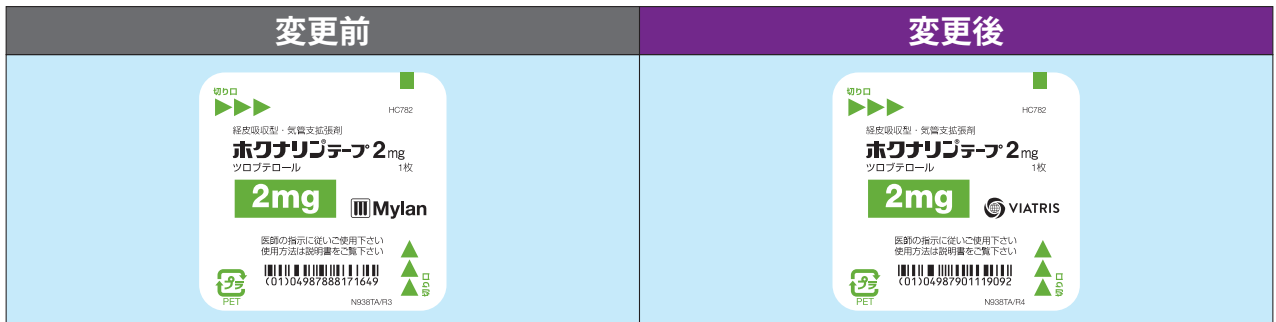 変更前
切り口
HC782
経皮吸収型・気管支拡張剤
ホクナリン®テープ2mg
ツロブテロール 1枚
2mg
Mylan
医師の指示に従いご使用下さい
使用方法は説明書をご覧下さい
(01)04987888171649
プラ
PET
切り口
N938TA/R3
変更後
切り口
HC782
経皮吸収型・気管支拡張剤
ホクナリン®テープ2mg
ツロブテロール 1枚
2mg
VIATRIS
医師の指示に従いご使用下さい
使用方法は説明書をご覧下さい
(01)04987901119092
プラ
PET
切り口
N938TA/R4